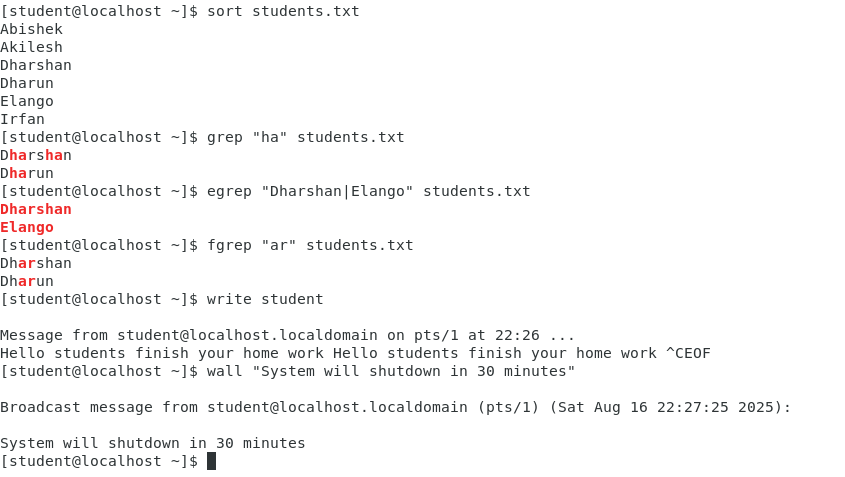 [student@localhost ~]$ sort students.txt
Abishek
Akilesh
Dharshan
Dharun
Elango
Irfan
[student@localhost ~]$ grep "ha" students.txt
Dharshan
Dharun
[student@localhost ~]$ egrep "Dharshan|Elango" students.txt
Dharshan
Elango
[student@localhost ~]$ fgrep "ar" students.txt
Dharshan
Dharun
[student@localhost ~]$ write student
Message from student@localhost.localdomain on pts/1 at 22:26 ...
Hello students finish your home work Hello students finish your home work ^CEOF
[student@localhost ~]$ wall "System will shutdown in 30 minutes"
Broadcast message from student@localhost.localdomain (pts/1) (Sat Aug 16 22:27:25 2025):
System will shutdown in 30 minutes
[student@localhost ~]$